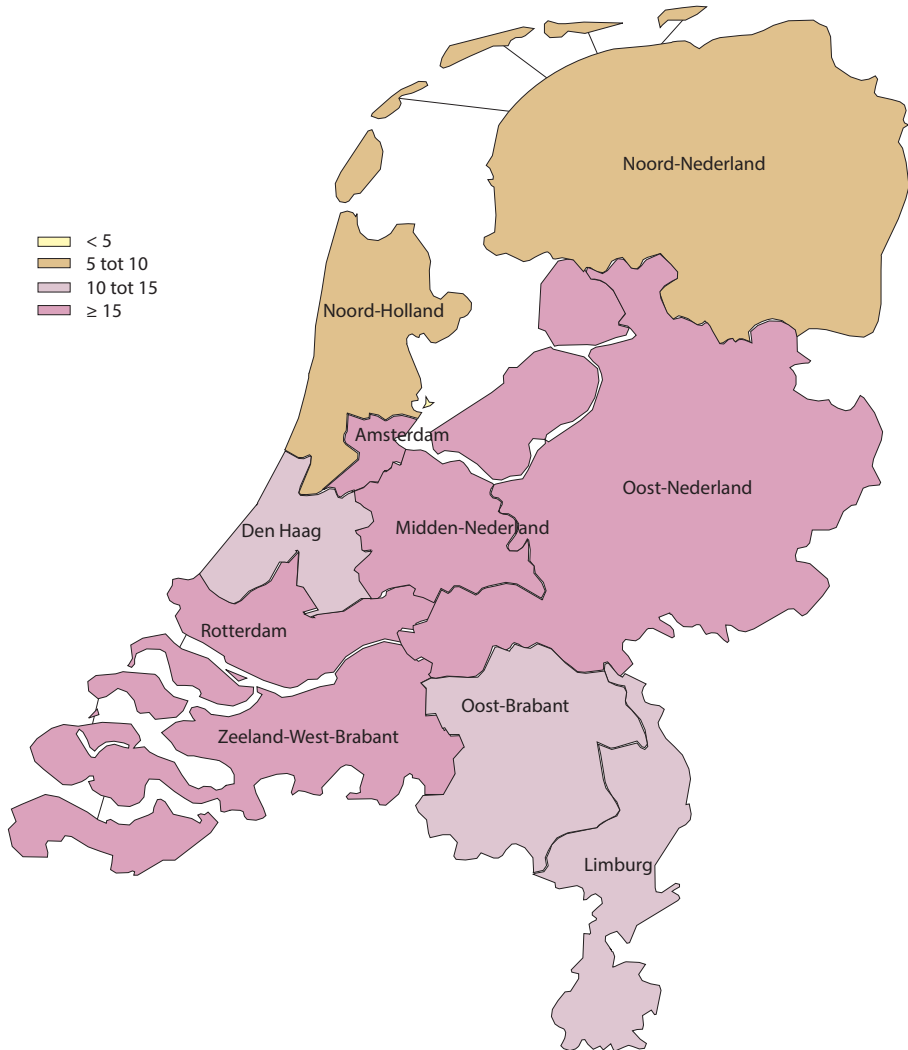 Noord-Nederland
< 5
5 tot 10
10 tot 15
≥ 15
Noord-Holland
Amsterdam
Oost-Nederland
Den Haag
Midden-Nederland
Rotterdam
Oost-Brabant
Zeeland-West-Brabant
Limburg